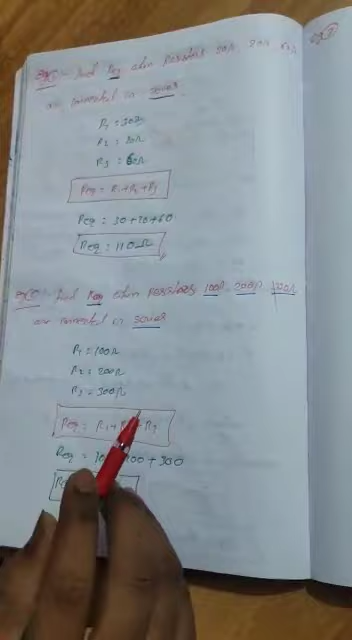 Find Req when resistors 30Ω, 20Ω
are connected in series.
R1 = 30Ω
R2 = 20Ω
R3 = 60Ω
Req = R1+R2+R3
Req = 30+20+60
Req = 110Ω
Find Req when resistors 100Ω, 200Ω, 300Ω
are connected in series
R1 = 100Ω
R2 = 200Ω
R3 = 300Ω
Req = R1+ +R3
Req = +300